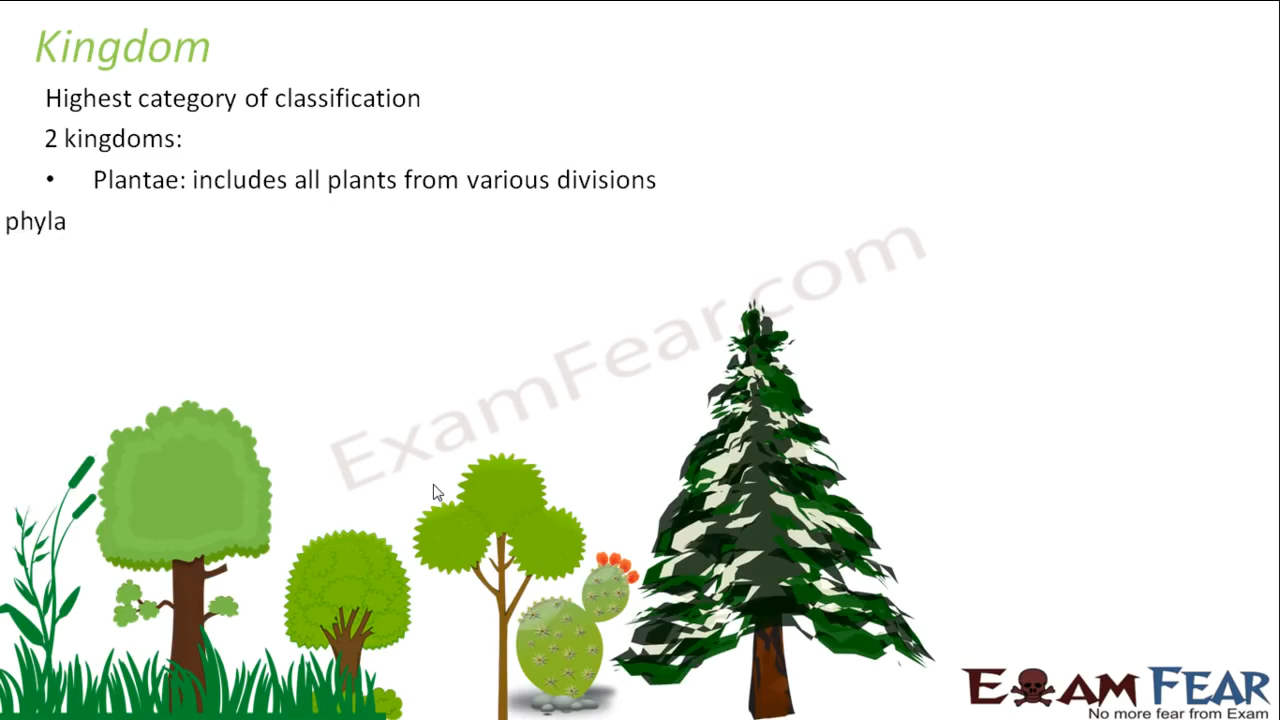 Kingdom
Highest category of classification
2 kingdoms:
• Plantae: includes all plants from various divisions
phyla
ExamFear.com
EXAM FEAR
No more fear from Exam